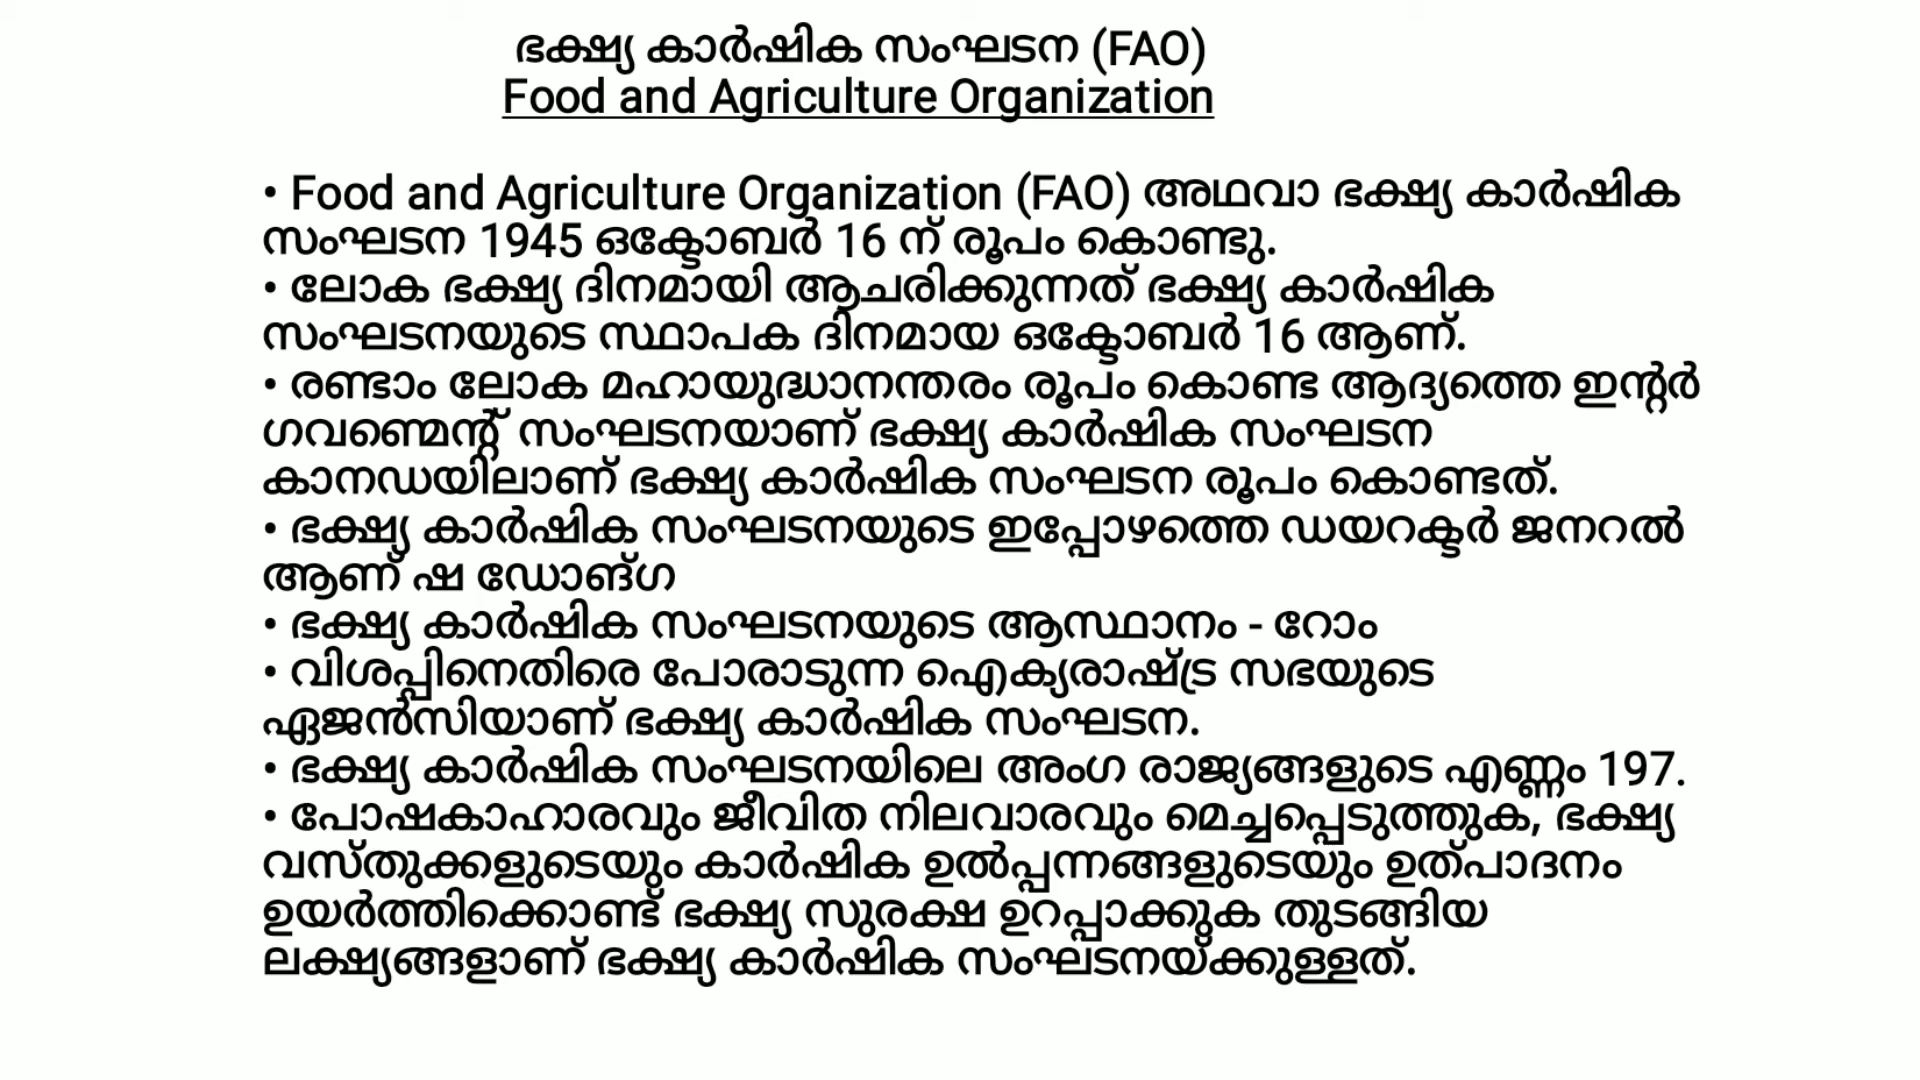 ഭക്ഷ്യ കാർഷിക സംഘടന (FAO)
Food and Agriculture Organization
• Food and Agriculture Organization (FAO) അഥവാ ഭക്ഷ്യ കാർഷിക
സംഘടന 1945 ഒക്ടോബർ 16 ന് രൂപം കൊണ്ടു.
• ലോക ഭക്ഷ്യ ദിനമായി ആചരിക്കുന്നത് ഭക്ഷ്യ കാർഷിക
സംഘടനയുടെ സ്ഥാപക ദിനമായ ഒക്ടോബർ 16 ആണ്.
• രണ്ടാം ലോക മഹായുദ്ധാനന്തരം രൂപം കൊണ്ട ആദ്യത്തെ ഇന്റർ
ഗവണ്മെന്റ് സംഘടനയാണ് ഭക്ഷ്യ കാർഷിക സംഘടന
കാനഡയിലാണ് ഭക്ഷ്യ കാർഷിക സംഘടന രൂപം കൊണ്ടത്.
• ഭക്ഷ്യ കാർഷിക സംഘടനയുടെ ഇപ്പോഴത്തെ ഡയറക്ടർ ജനറൽ
ആണ് ഷ ഡോങ്ഗ
• ഭക്ഷ്യ കാർഷിക സംഘടനയുടെ ആസ്ഥാനം - റോം
• വിശപ്പിനെതിരെ പോരാടുന്ന ഐക്യരാഷ്ട്ര സഭയുടെ
ഏജൻസിയാണ് ഭക്ഷ്യ കാർഷിക സംഘടന.
• ഭക്ഷ്യ കാർഷിക സംഘടനയിലെ അംഗ രാജ്യങ്ങളുടെ എണ്ണം 197.
• പോഷകാഹാരവും ജീവിത നിലവാരവും മെച്ചപ്പെടുത്തുക, ഭക്ഷ്യ
വസ്തുക്കളുടെയും കാർഷിക ഉൽപ്പന്നങ്ങളുടെയും ഉത്പാദനം
ഉയർത്തിക്കൊണ്ട് ഭക്ഷ്യ സുരക്ഷ ഉറപ്പാക്കുക തുടങ്ങിയ
ലക്ഷ്യങ്ങളാണ് ഭക്ഷ്യ കാർഷിക സംഘടനയ്ക്കുള്ളത്.